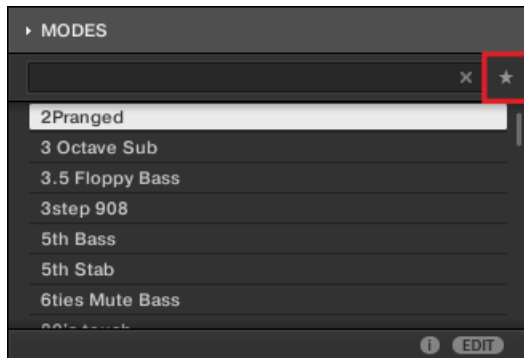 MODES
2Pranged
3 Octave Sub
3.5 Floppy Bass
3step 908
5th Bass
5th Stab
6ties Mute Bass
EDIT